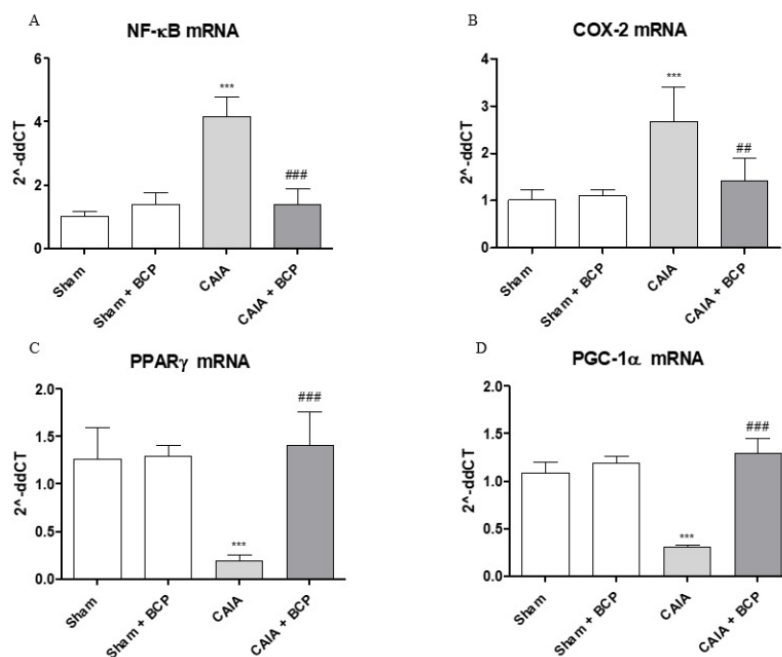 A
NF-κB mRNA
2^-ddCT
6
4
2
0
***
###
Sham
Sham + BCP
CAIA
CAIA + BCP
B
COX-2 mRNA
2^-ddCT
4
3
2
1
0
***
##
Sham
Sham + BCP
CAIA
CAIA + BCP
C
PPARγ mRNA
2^-ddCT
2.0
1.5
1.0
0.5
0.0
***
###
Sham
Sham + BCP
CAIA
CAIA + BCP
D
PGC-1α mRNA
2^-ddCT
2.0
1.5
1.0
0.5
0.0
***
###
Sham
Sham + BCP
CAIA
CAIA + BCP